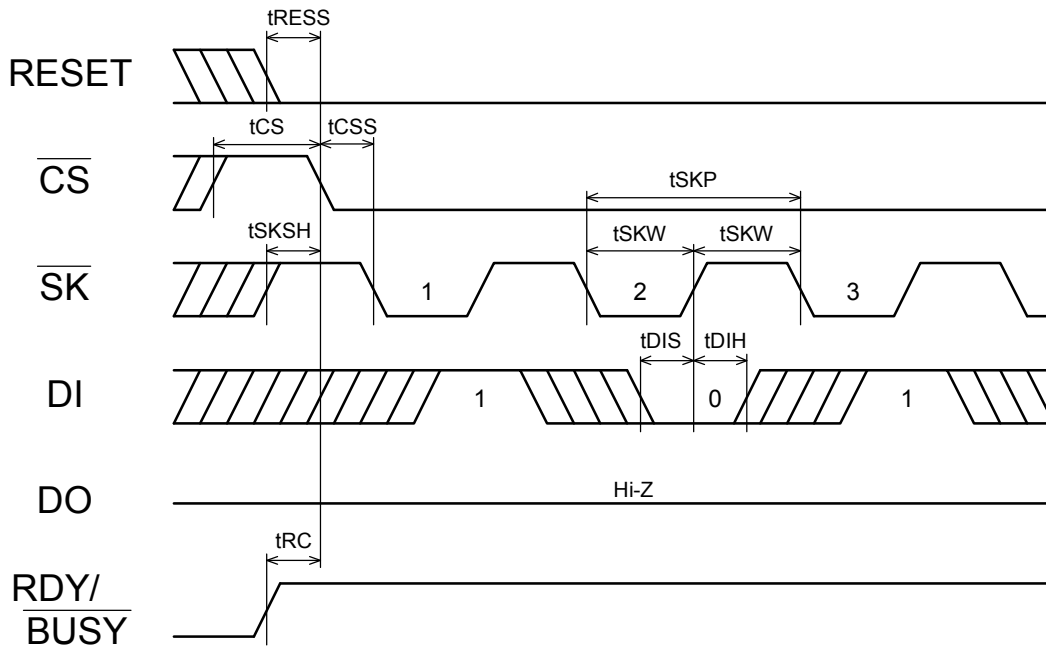 tRESS
RESET
tCS tCSS
CS
tSKP
tSKSH tSKW tSKW
SK
1 2 3
tDIS tDIH
DI
1 0 1
Hi-Z
DO
tRC
RDY/
BUSY